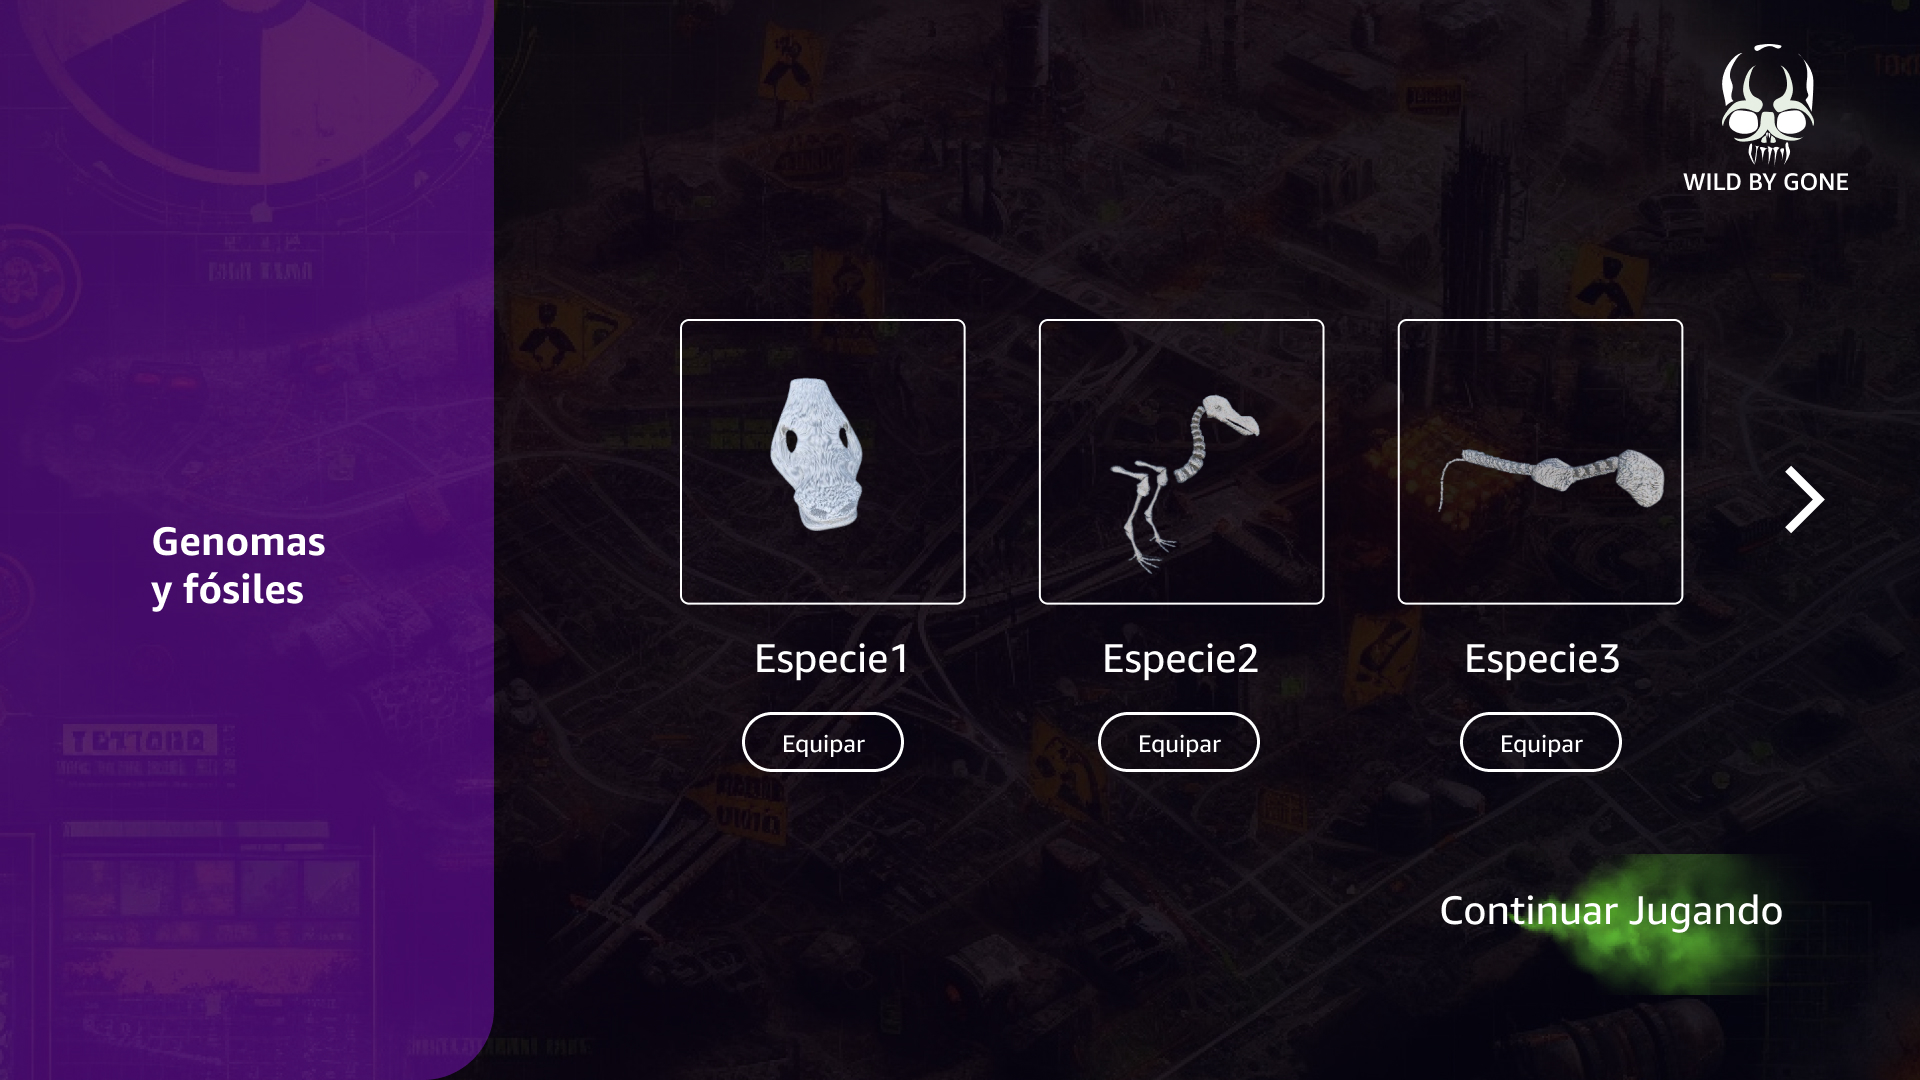 WILD BY GONE
Genomas
y fósiles
Especie1
Especie2
Especie3
Equipar
Equipar
Equipar
Continuar Jugando